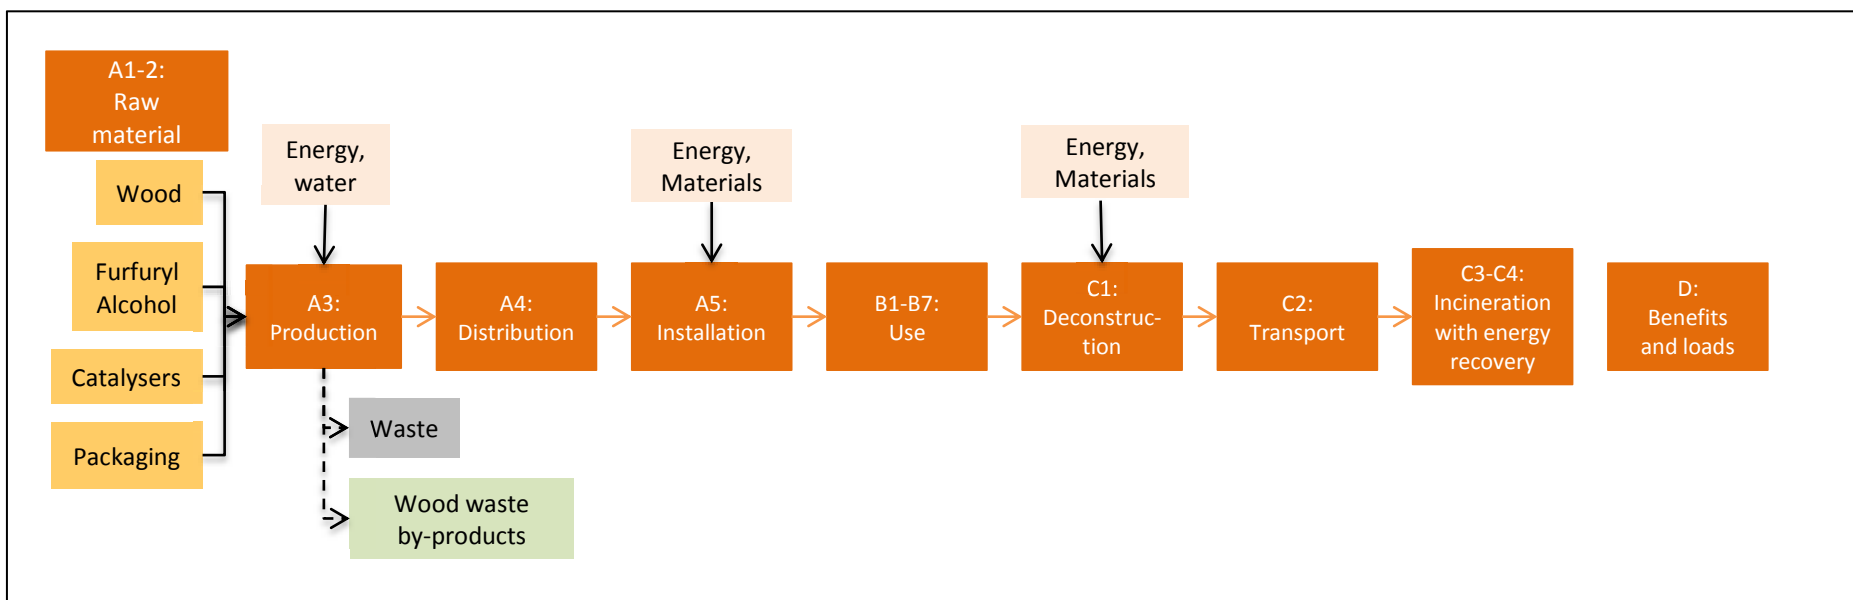 A1-2:
Raw
material
Wood
Furfuryl
Alcohol
Catalysers
Packaging
Energy,
water
A3:
Production
Waste
Wood waste
by-products
A4:
Distribution
Energy,
Materials
A5:
Installation
B1-B7:
Use
Energy,
Materials
C1:
Deconstruc-
tion
C2:
Transport
C3-C4:
Incineration
with energy
recovery
D:
Benefits
and loads